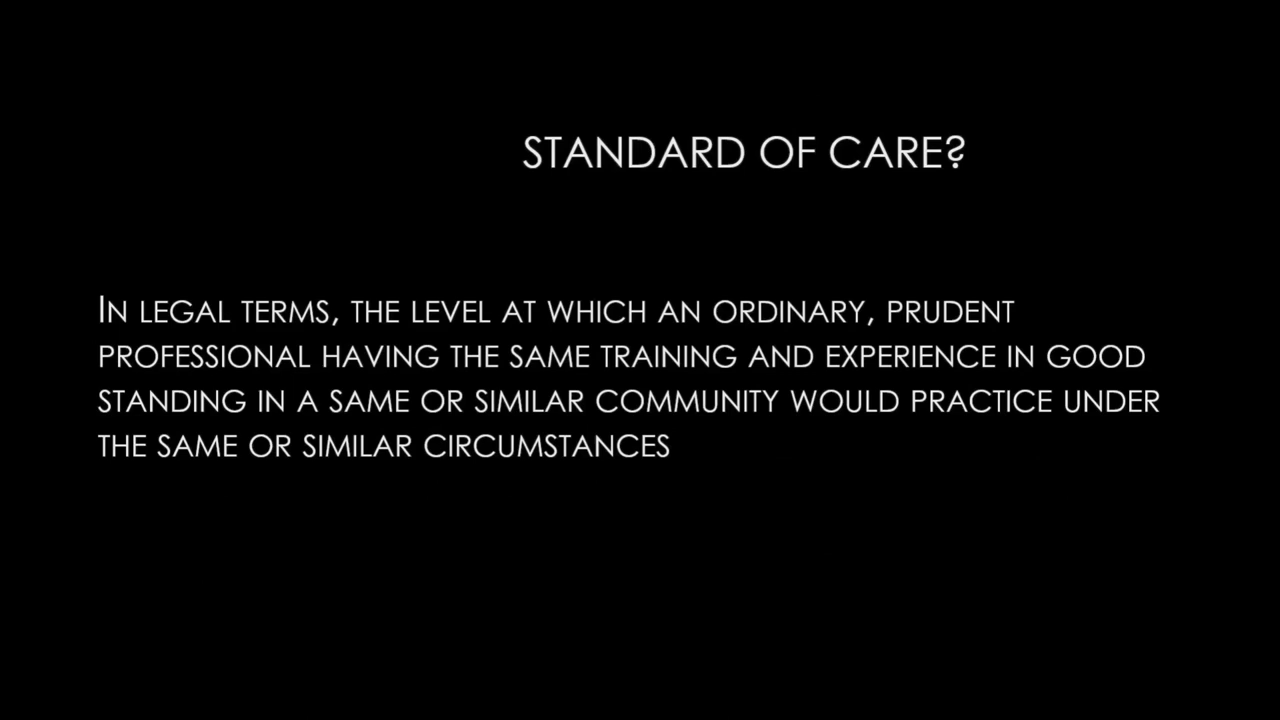 STANDARD OF CARE?
IN LEGAL TERMS, THE LEVEL AT WHICH AN ORDINARY, PRUDENT
PROFESSIONAL HAVING THE SAME TRAINING AND EXPERIENCE IN GOOD
STANDING IN A SAME OR SIMILAR COMMUNITY WOULD PRACTICE UNDER
THE SAME OR SIMILAR CIRCUMSTANCES